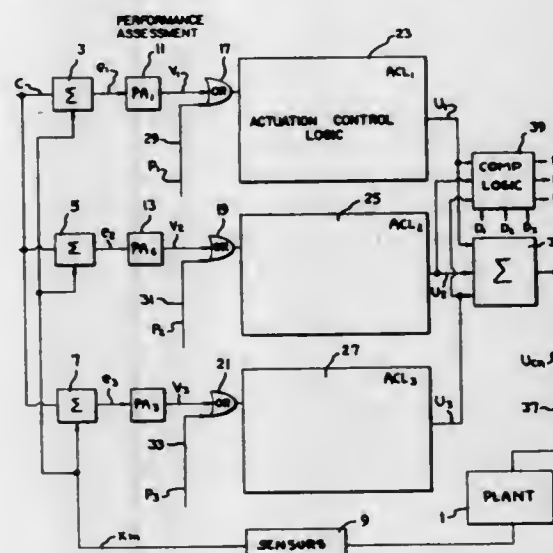 PERFORMANCE
ASSESSMENT
3
11
17
23
C
Σ
e₁
PA₁
V₁
OR
ACL₁
ACTUATION CONTROL
LOGIC
U₁
39
29
P₁
COMP
LOGIC
D₁ D₂ D₃
5
13
19
25
Σ
e₂
V₂
OR
ACL₂
U₂
Σ
31
P₂
7
21
27
Σ
e₃
PA₃
V₃
OR
ACL₃
U₃
Ucn
37
33
P₃
PLANT
1
9
SENSORS
Xm